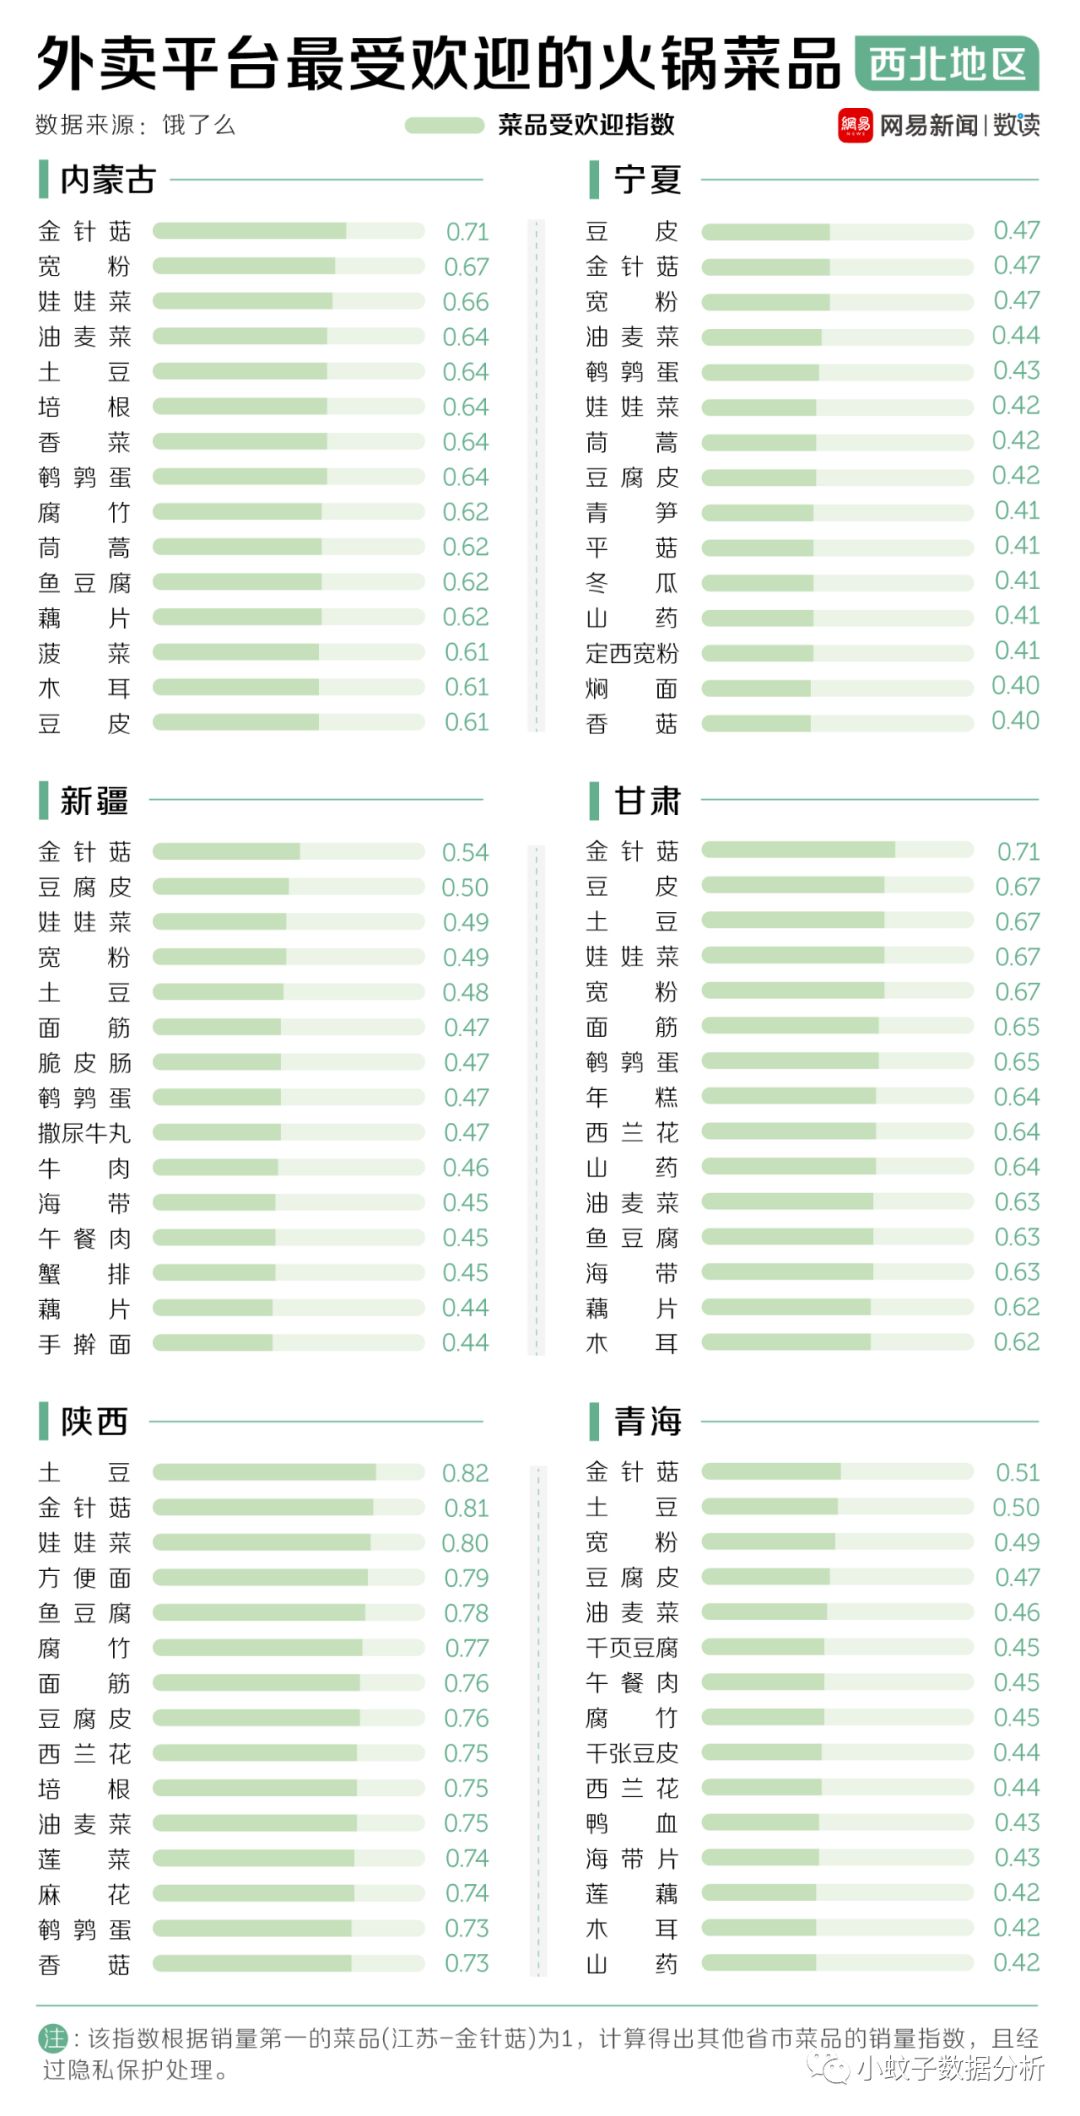 外卖平台最受欢迎的火锅菜品 西北地区
数据来源：饿了么 菜品受欢迎指数 網易 NEWS 网易新闻 | 数读
内蒙古
金针菇 0.71
宽粉 0.67
娃娃菜 0.66
油麦菜 0.64
土豆 0.64
培根 0.64
香菜 0.64
鹌鹑蛋 0.64
腐竹 0.62
茼蒿 0.62
鱼豆腐 0.62
藕片 0.62
菠菜 0.61
木耳 0.61
豆皮 0.61
宁夏
豆皮 0.47
金针菇 0.47
宽粉 0.47
油麦菜 0.44
鹌鹑蛋 0.43
娃娃菜 0.42
茼蒿 0.42
豆腐皮 0.42
青笋 0.41
平菇 0.41
冬瓜 0.41
山药 0.41
定西宽粉 0.41
焖面 0.40
香菇 0.40
新疆
金针菇 0.54
豆腐皮 0.50
娃娃菜 0.49
宽粉 0.49
土豆 0.48
面筋 0.47
脆皮肠 0.47
鹌鹑蛋 0.47
撒尿牛丸 0.47
牛肉 0.46
海带 0.45
午餐肉 0.45
蟹排 0.45
藕片 0.44
手擀面 0.44
甘肃
金针菇 0.71
豆皮 0.67
土豆 0.67
娃娃菜 0.67
宽粉 0.67
面筋 0.65
鹌鹑蛋 0.65
年糕 0.64
西兰花 0.64
山药 0.64
油麦菜 0.63
鱼豆腐 0.63
海带 0.63
藕片 0.62
木耳 0.62
陕西
土豆 0.82
金针菇 0.81
娃娃菜 0.80
方便面 0.79
鱼豆腐 0.78
腐竹 0.77
面筋 0.76
豆腐皮 0.76
西兰花 0.75
培根 0.75
油麦菜 0.75
莲菜 0.74
麻花 0.74
鹌鹑蛋 0.73
香菇 0.73
青海
金针菇 0.51
土豆 0.50
宽粉 0.49
豆腐皮 0.47
油麦菜 0.46
千页豆腐 0.45
午餐肉 0.45
腐竹 0.45
千张豆皮 0.44
西兰花 0.44
鸭血 0.43
海带片 0.43
莲藕 0.42
木耳 0.42
山药 0.42
注：该指数根据销量第一的菜品(江苏-金针菇)为1，计算得出其他省市菜品的销量指数，且经
过隐私保护处理。
小蚊子数据分析